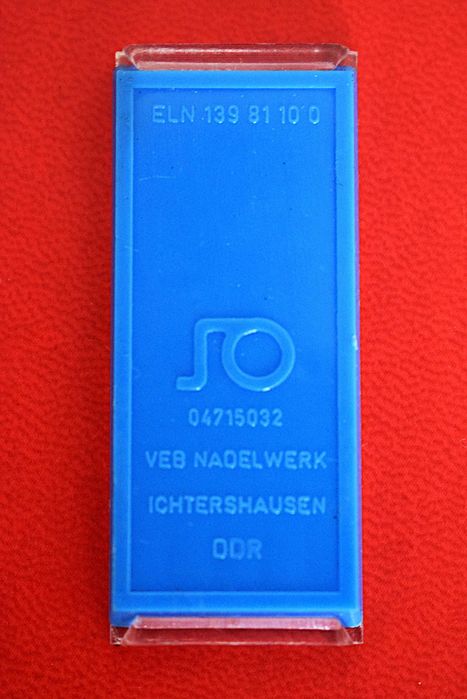 ELN 139 81 10 0
04715032
VEB NADELWERK
ICHTERSHAUSEN
DDR